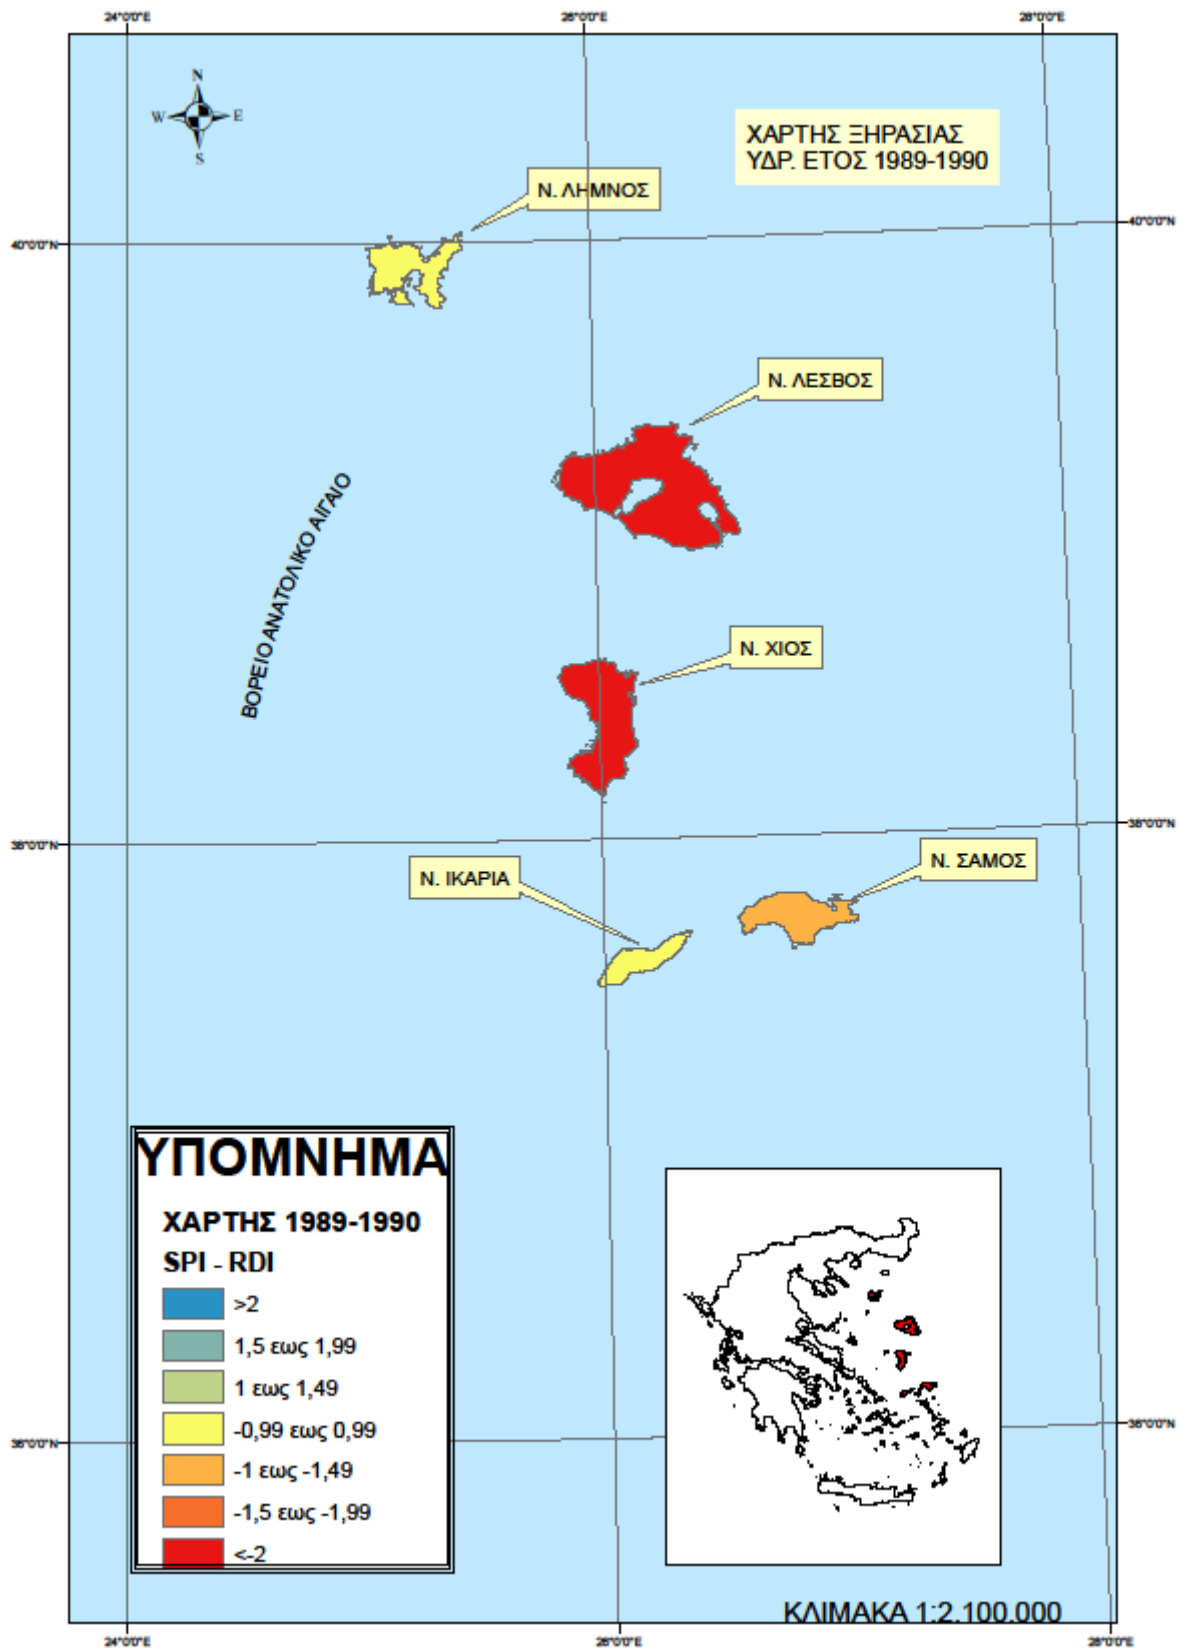 24°0'0"E
26°0'0"E
28°0'0"E
N
W
E
S
ΧΑΡΤΗΣ ΞΗΡΑΣΙΑΣ
ΥΔΡ. ΕΤΟΣ 1989-1990
Ν. ΛΗΜΝΟΣ
40°0'0"N
40°0'0"N
Ν. ΛΕΣΒΟΣ
ΒΟΡΕΙΟ ΑΝΑΤΟΛΙΚΟ ΑΙΓΑΙΟ
Ν. ΧΙΟΣ
38°0'0"N
38°0'0"N
Ν. ΙΚΑΡΙΑ
Ν. ΣΑΜΟΣ
ΥΠΟΜΝΗΜΑ
ΧΑΡΤΗΣ 1989-1990
SPI - RDI
>2
1,5 εως 1,99
1 εως 1,49
-0,99 εως 0,99
-1 εως -1,49
-1,5 εως -1,99
<-2
36°0'0"N
36°0'0"N
ΚΛΙΜΑΚΑ 1:2.100.000
24°0'0"E
26°0'0"E
28°0'0"E